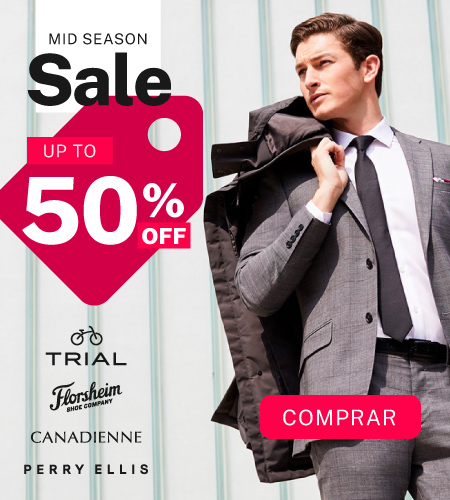 MID SEASON
Sale
UP TO
50%
OFF
TRIAL
Florsheim
SHOE COMPANY
CANADIENNE
PERRY ELLIS
COMPRAR